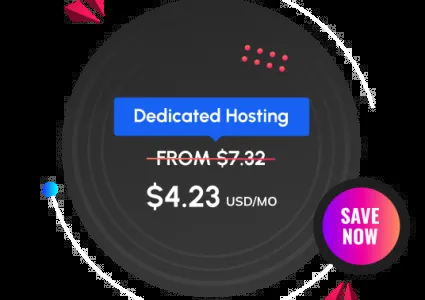 Dedicated Hosting
FROM $7.32
$4.23 USD/MO
SAVE
NOW